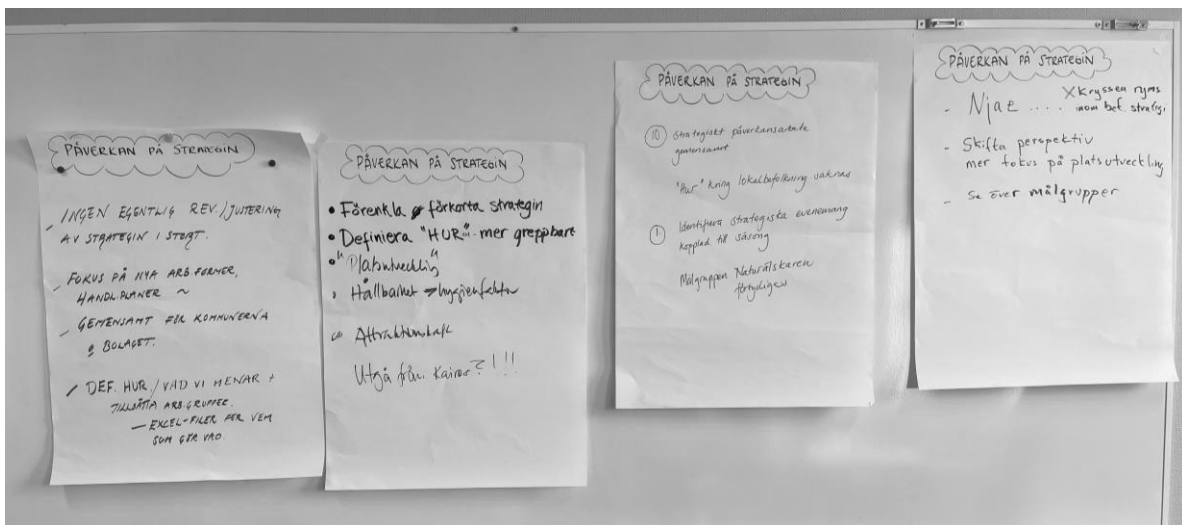 PÅVERKAN PÅ STRATEGIN
- INGEN EGENTLIG REV./JUSTERING
AV STRATEGIN I STORT.
- FOKUS PÅ NYA ARB.FORMER,
HANDL.PLANER ~
- GEMENSAMT FÖR KOMMUNERNA
& BOLAGET.
- DEF. HUR/VAD VI MENAR +
TILLSÄTTA ARB.GRUPPER.
- EXCEL-FILER FÖR VEM
SOM GÖR VAD
PÅVERKAN PÅ STRATEGIN
• Förenkla & förkorta strategin
• Definiera "HUR" - mer greppbart
• "Platsutveckling"
• Hållbarhet → hygienfaktor
Attraktionskraft
Utgå från Kairos?!!!
PÅVERKAN PÅ STRATEGIN
10 Strategiskt påverkansarbete
gemensamt
"Hur" kring lokalbefolkning saknas
1 Identifiera strategiska evenemang
kopplad till säsong
Målgruppen Naturälskaren
förtydligas
PÅVERKAN PÅ STRATEGIN
- Njae .... X Kryssen ryms
inom bef. strategi
- Skifta perspektiv
mer fokus på platsutveckling
- Se över målgrupper